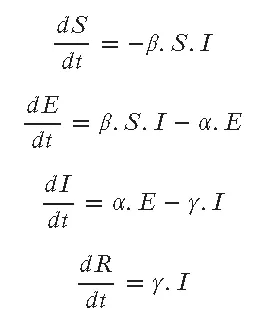 dS/dt = −β. S. I
dE/dt = β. S. I − α. E
dI/dt = α. E − γ. I
dR/dt = γ. I